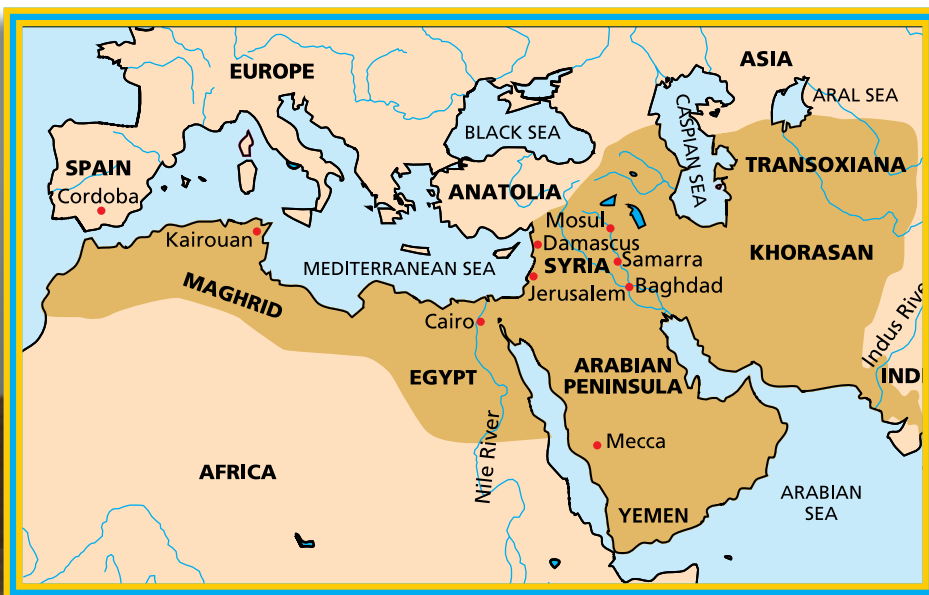 ASIA
EUROPE
ARAL SEA
CASPIAN SEA
BLACK SEA
SPAIN
TRANSOXIANA
ANATOLIA
Cordoba
Mosul
Kairouan
Damascus
KHORASAN
SYRIA
Samarra
MEDITERRANEAN SEA
Jerusalem
Baghdad
MAGHRID
Cairo
Indus Rive
ARABIAN
PENINSULA
EGYPT
INDI
Mecca
Nile River
AFRICA
ARABIAN
SEA
YEMEN